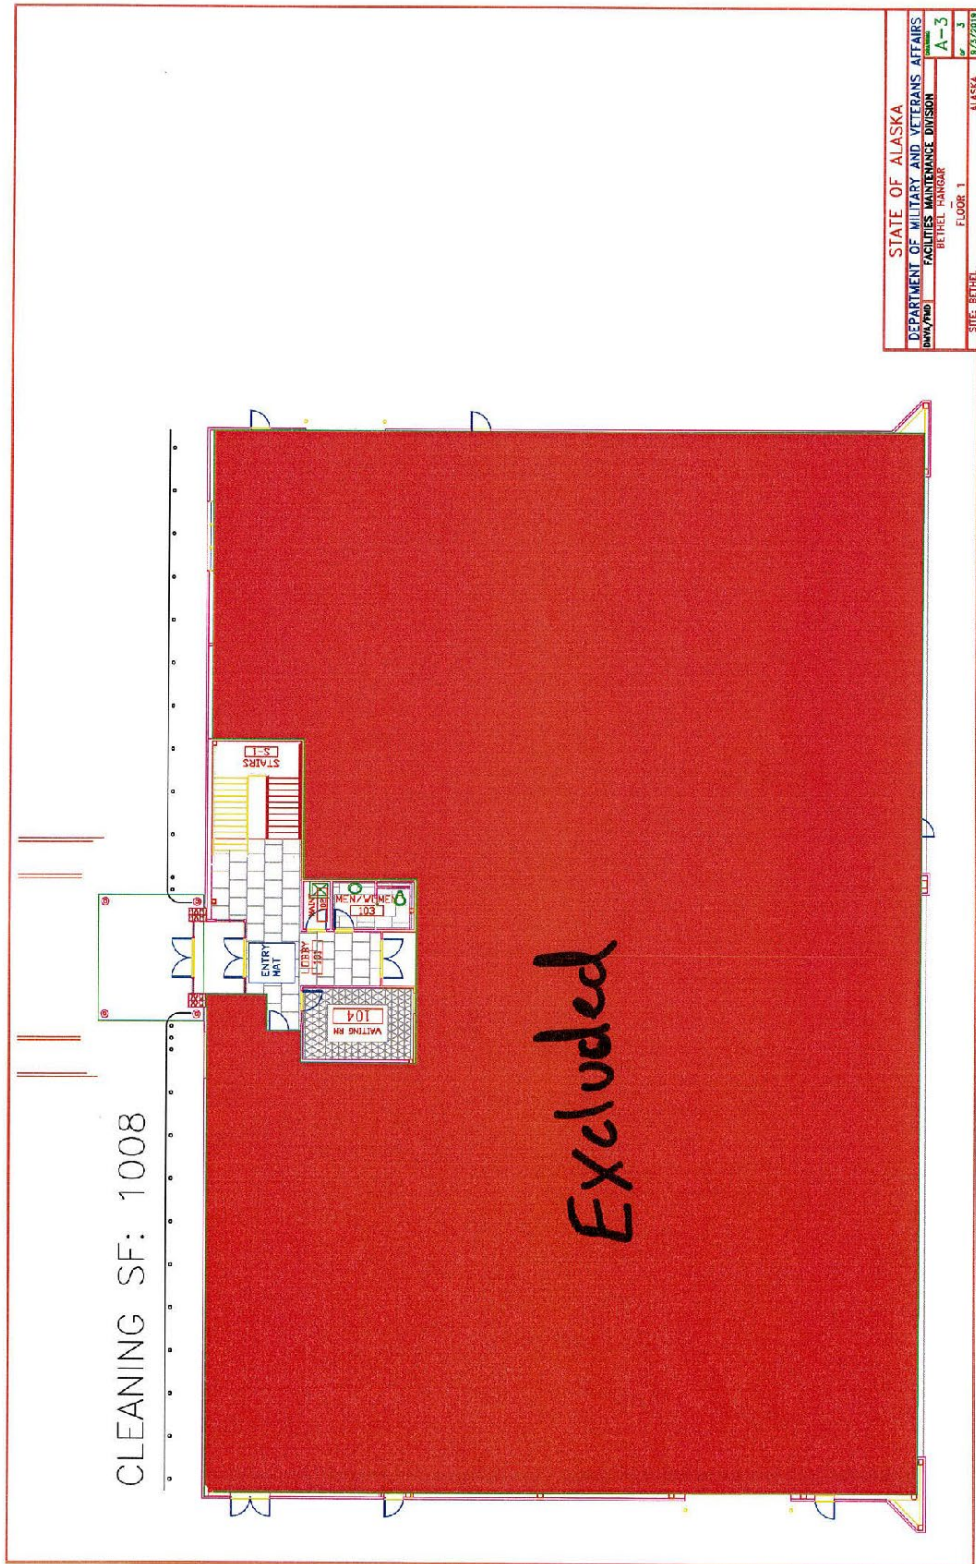 CLEANING SF: 1008
ENTRY
MAT
LOBBY
101
STAIRS
S-1
MEN/WOMEN
103
WAITING RM
104
Excluded
STATE OF ALASKA
DEPARTMENT OF MILITARY AND VETERANS AFFAIRS
DMVA/FMD
FACILITIES MAINTENANCE DIVISION
BETHEL HANGAR
-
FLOOR 1
SITE: BETHEL
ALASKA
DRAWING
A-3
OF 3